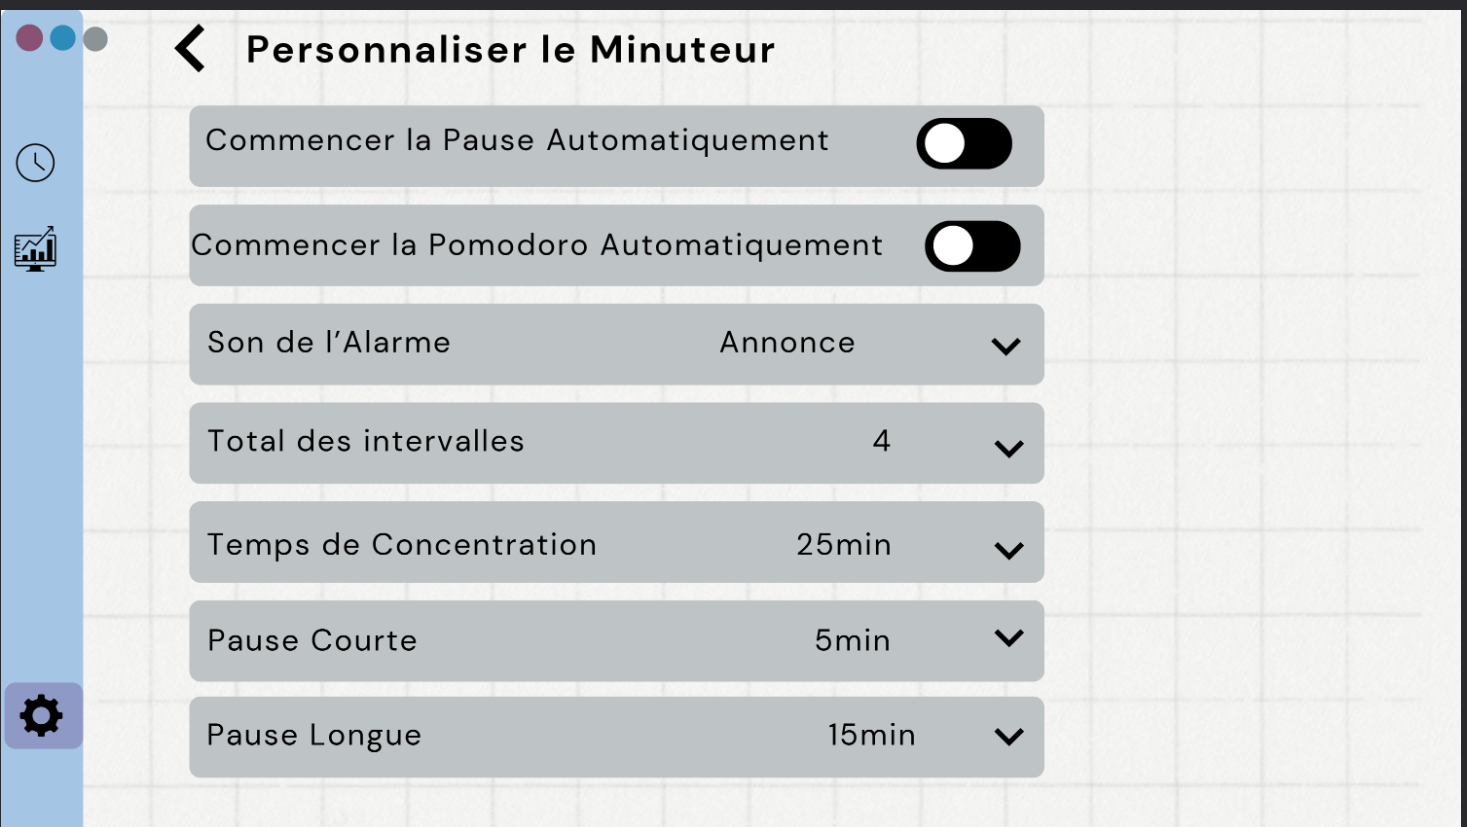 Personnaliser le Minuteur
Commencer la Pause Automatiquement
Commencer la Pomodoro Automatiquement
Son de l’Alarme Annonce
Total des intervalles 4
Temps de Concentration 25min
Pause Courte 5min
Pause Longue 15min